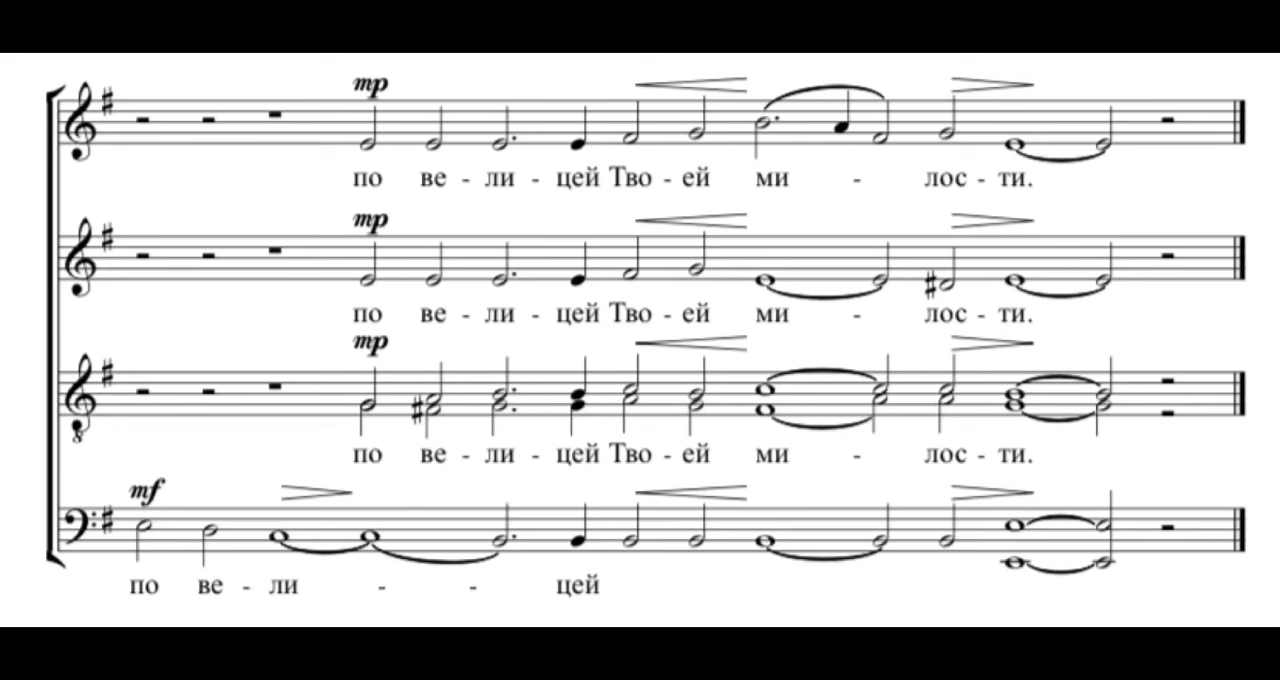 mp
по ве - ли - цей Тво - ей ми - лос - ти.
mp
по ве - ли - цей Тво - ей ми - лос - ти.
mp
по ве - ли - цей Тво - ей ми - лос - ти.
mf
по ве - ли - - цей